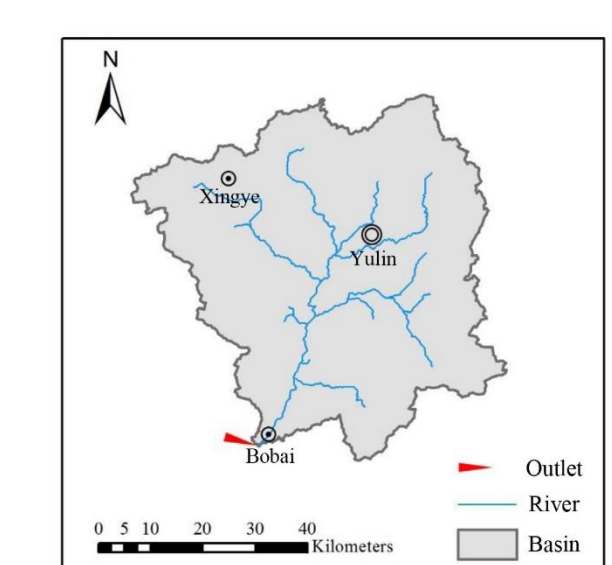 N
Xingye
Yulin
Bobai
Outlet
River
Basin
0 5 10 20 30 40
Kilometers